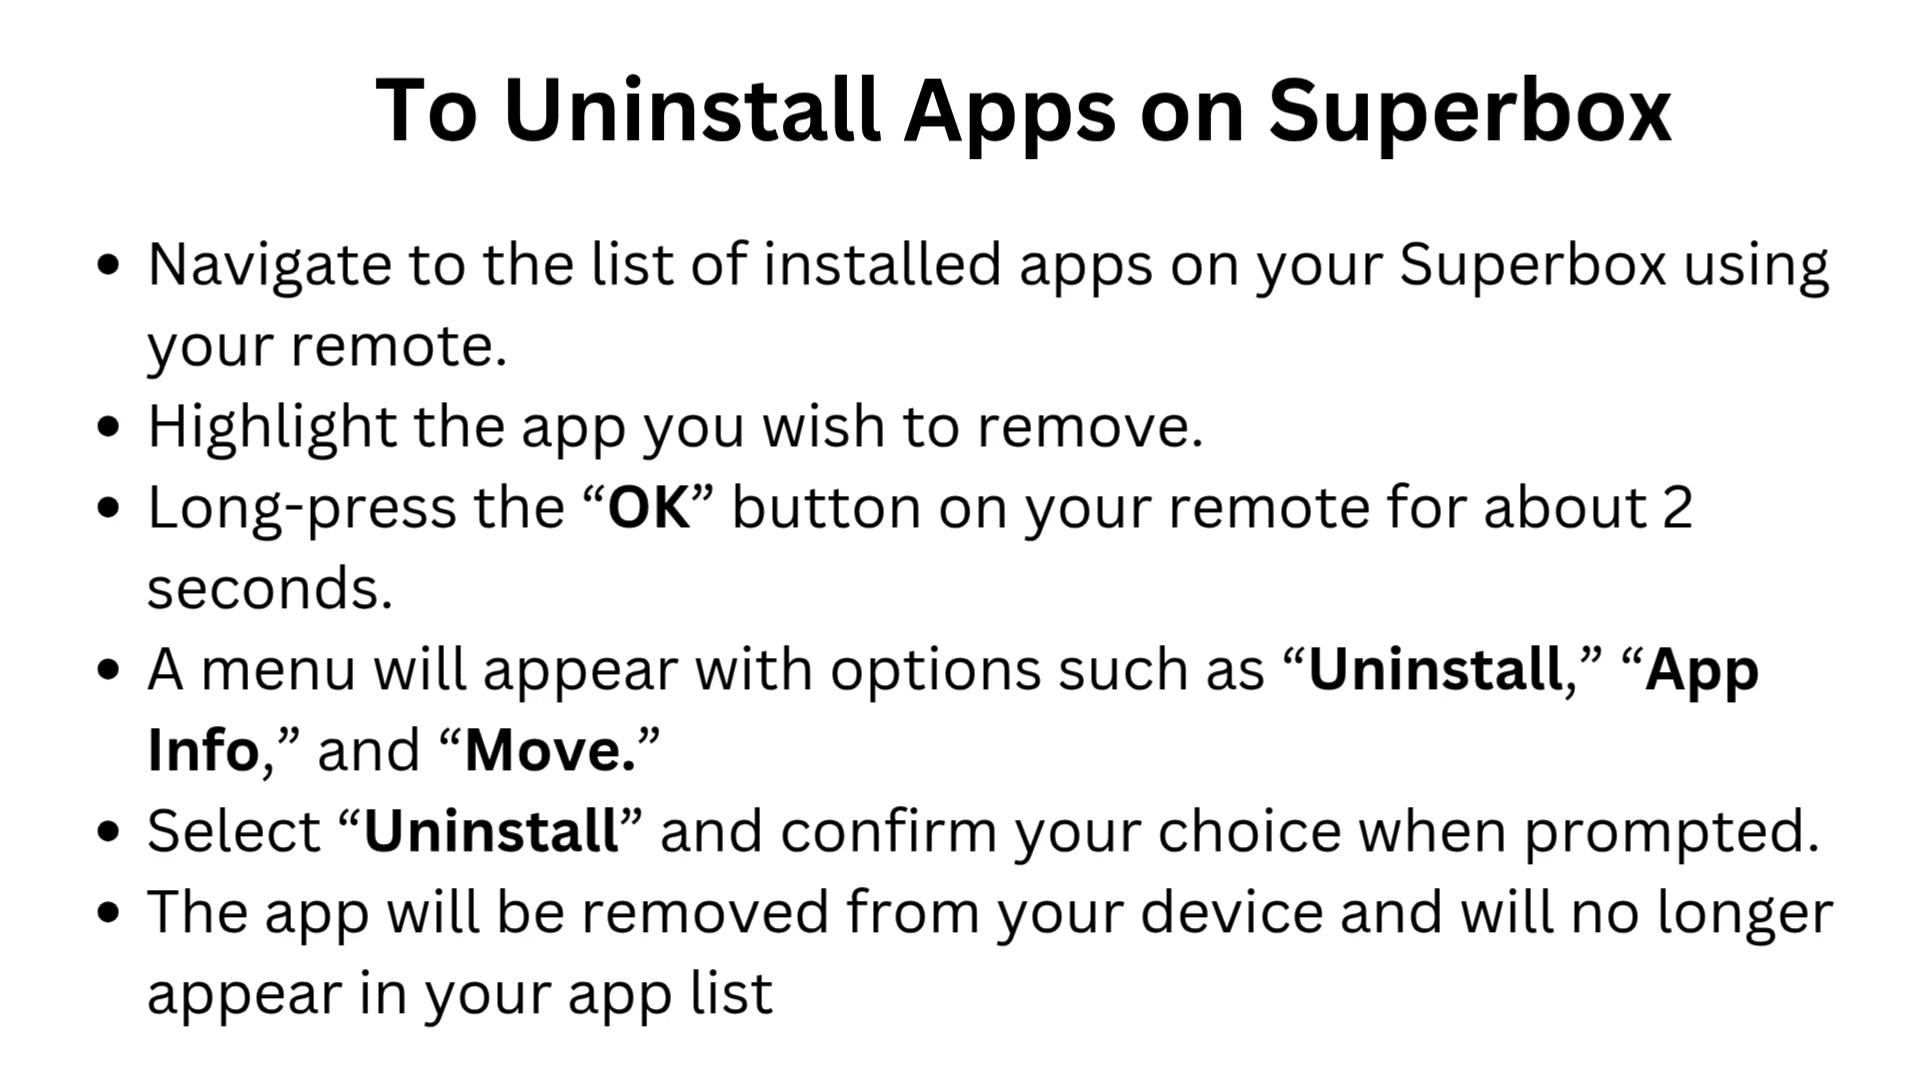 To Uninstall Apps on Superbox
• Navigate to the list of installed apps on your Superbox using
your remote.
• Highlight the app you wish to remove.
• Long-press the “OK” button on your remote for about 2
seconds.
• A menu will appear with options such as “Uninstall,” “App
Info,” and “Move.”
• Select “Uninstall” and confirm your choice when prompted.
• The app will be removed from your device and will no longer
appear in your app list